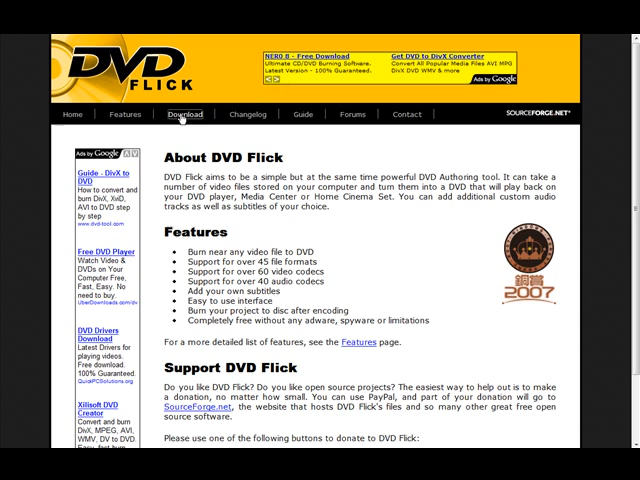 DVD
FLICK
NERO 8 - Free Download
Ultimate CD/DVD Burning Software.
Latest Version - 100% Guaranteed.
Get DVD to DivX Converter
Convert All Popular Media Files AVI MPG
DivX DVD WMV & more
Ads by Google
Home | Features | Download | Changelog | Guide | Forums | Contact
SOURCEFORGE.NET
Ads by Google
Guide - DivX to
DVD
How to convert and
burn DivX, XviD,
AVI to DVD step
by step
www.dvd-tool.com
Free DVD Player
Watch Video &
DVDs on Your
Computer Free,
Fast, Easy. No
need to buy.
UberDownloads.com/dv
DVD Drivers
Download
Latest Drivers for
playing videos.
Free download.
100% Guaranteed.
QuickPCSolutions.org
Xilisoft DVD
Creator
Convert and burn
DivX, MPEG, AVI,
WMV, DV to DVD.
Easy, fast burn
About DVD Flick
DVD Flick aims to be a simple but at the same time powerful DVD Authoring tool. It can take a
number of video files stored on your computer and turn them into a DVD that will play back on
your DVD player, Media Center or Home Cinema Set. You can add additional custom audio
tracks as well as subtitles of your choice.
Features
• Burn near any video file to DVD
• Support for over 45 file formats
• Support for over 60 video codecs
• Support for over 40 audio codecs
• Add your own subtitles
• Easy to use interface
• Burn your project to disc after encoding
• Completely free without any adware, spyware or limitations
銅賞
2007
For a more detailed list of features, see the Features page.
Support DVD Flick
Do you like DVD Flick? Do you like open source projects? The easiest way to help out is to make
a donation, no matter how small. You can use PayPal, and part of your donation will go to
SourceForge.net, the website that hosts DVD Flick's files and so many other great free open
source software.
Please use one of the following buttons to donate to DVD Flick: